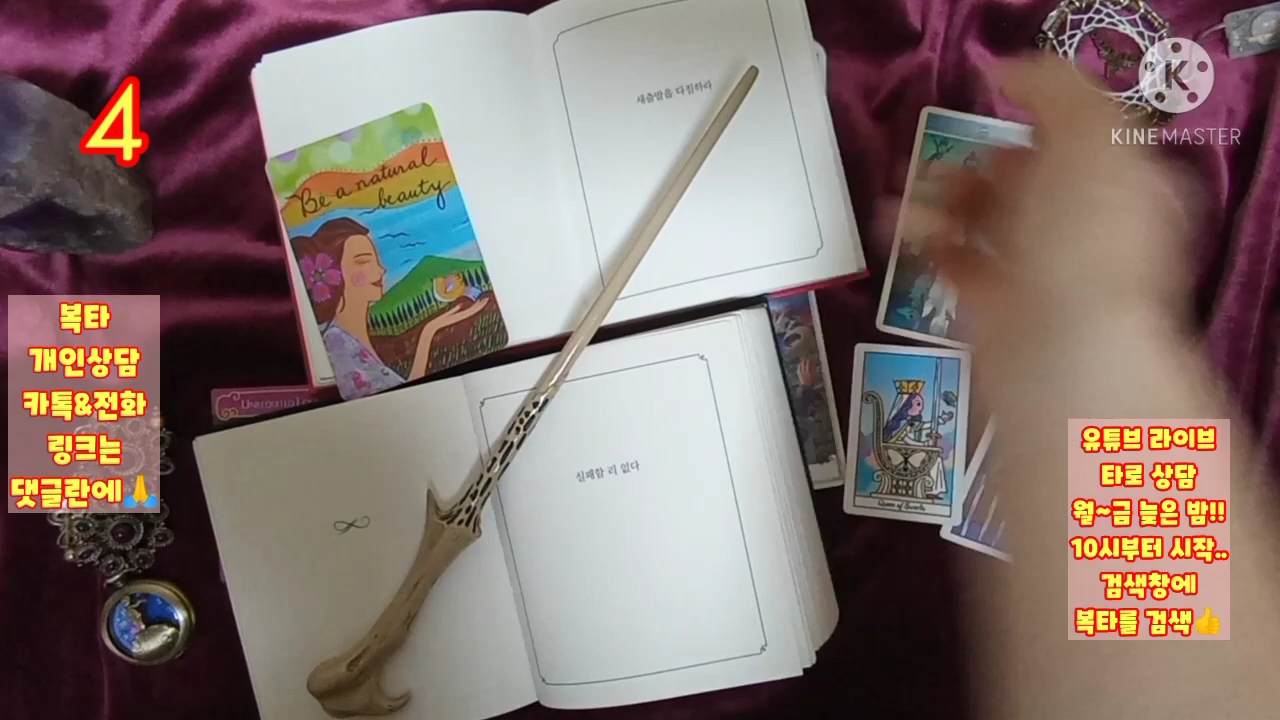 4
KINEMASTER
새출발을 다짐하라
Be a natural
beauty
복타
개인상담
카톡&전화
링크는
댓글란에🙏
UNREQUITED LO
실패할 리 없다
Queen of Swords
유튜브 라이브
타로 상담
월~금 늦은 밤!!
10시부터 시작..
검색창에
복타를 검색👍